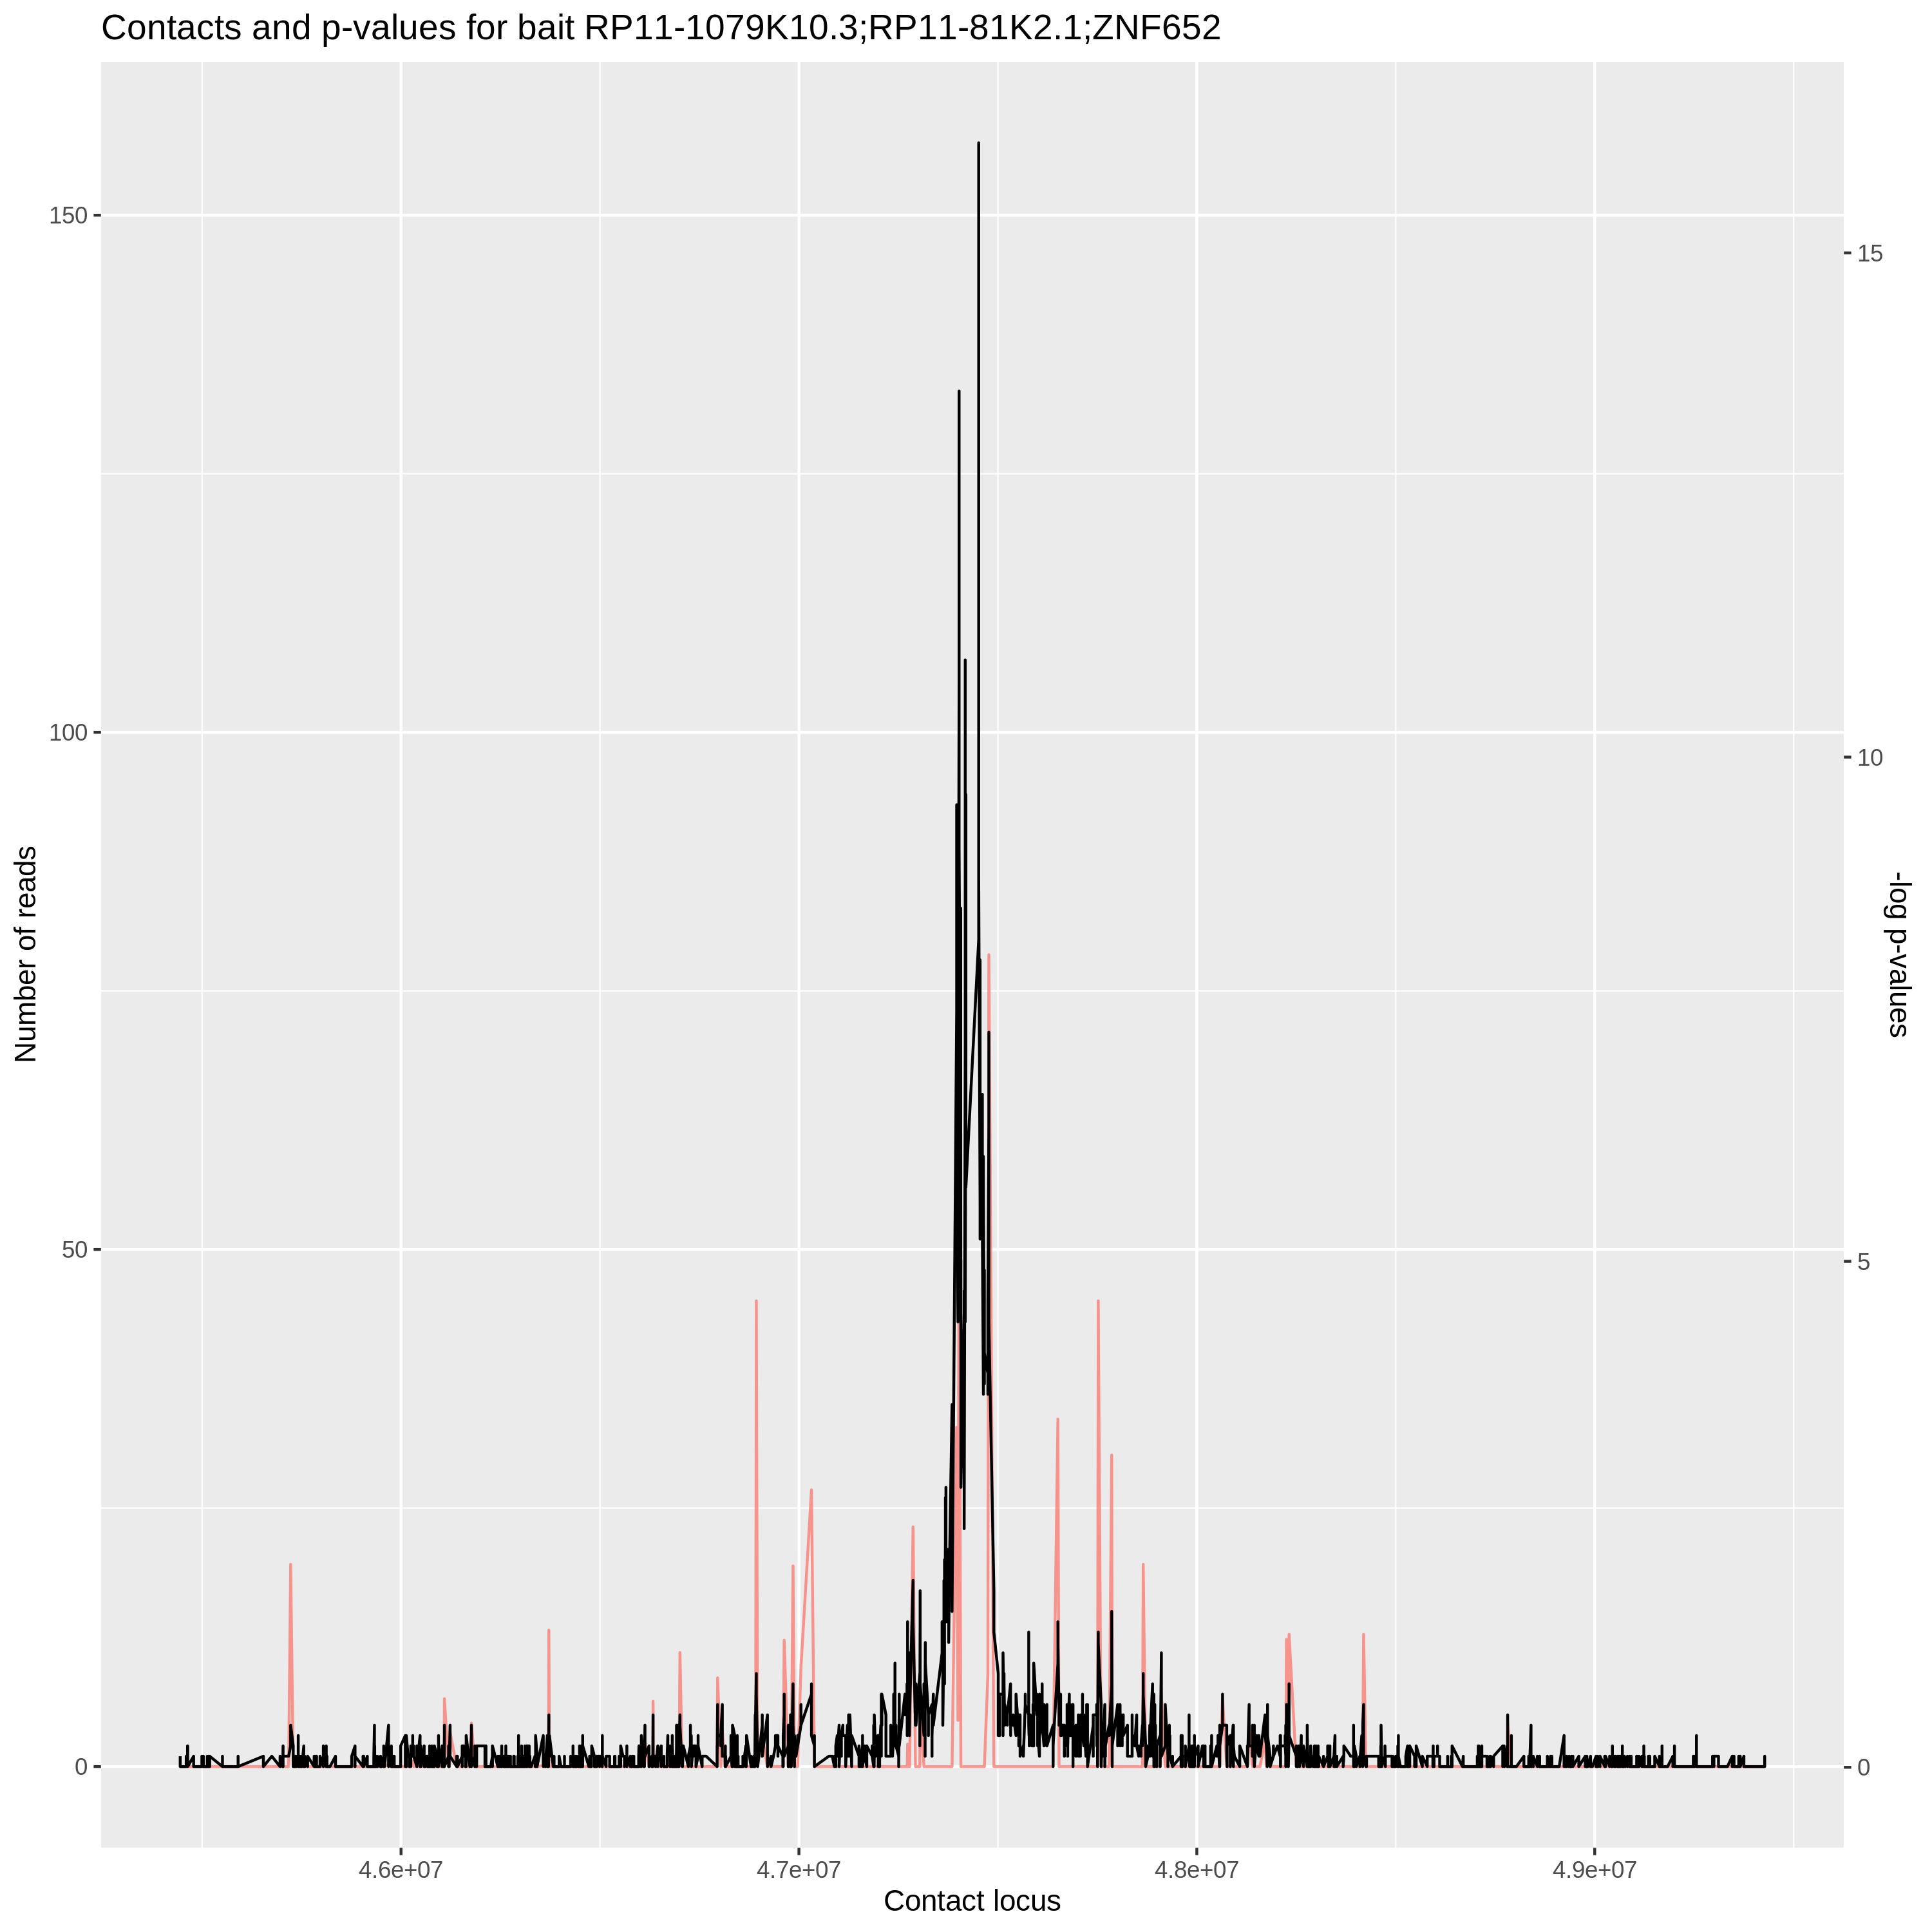 Contacts and p-values for bait RP11-1079K10.3;RP11-81K2.1;ZNF652
150
100
50
0
Number of reads
15
10
5
0
-log p-values
4.6e+07
4.7e+07
4.8e+07
4.9e+07
Contact locus